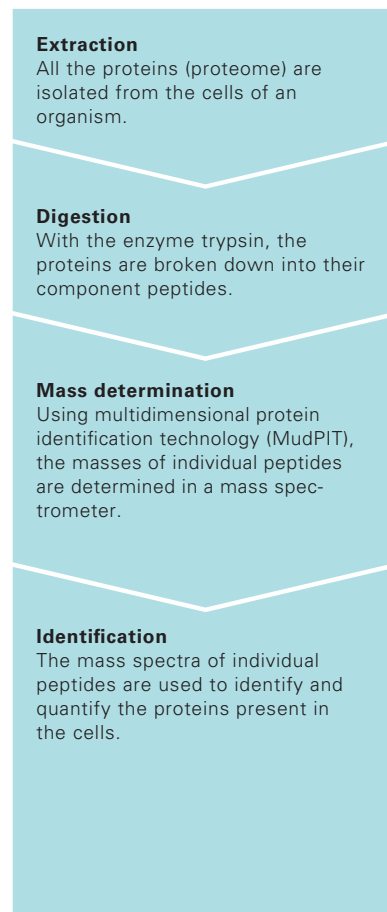 Extraction
All the proteins (proteome) are
isolated from the cells of an
organism.
Digestion
With the enzyme trypsin, the
proteins are broken down into their
component peptides.
Mass determination
Using multidimensional protein
identification technology (MudPIT),
the masses of individual peptides
are determined in a mass spec-
trometer.
Identification
The mass spectra of individual
peptides are used to identify and
quantify the proteins present in
the cells.